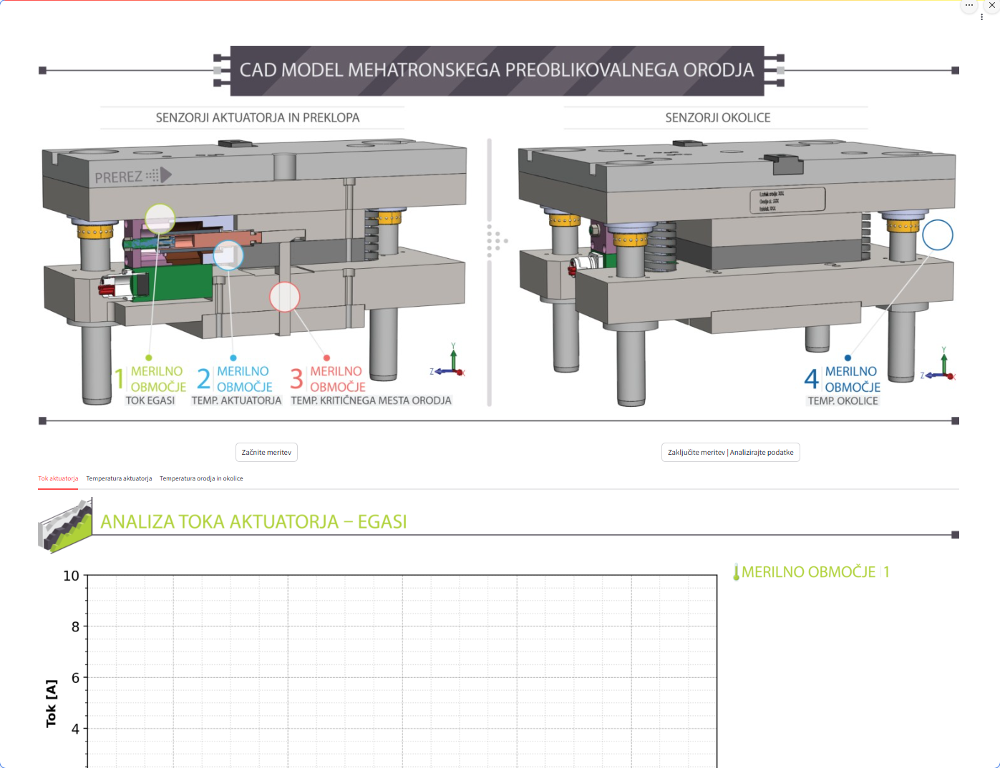 CAD MODEL MEHATRONSKEGA PREOBLIKOVALNEGA ORODJA
SENZORJI AKTUATORJA IN PREKLOPA
SENZORJI OKOLICE
PREREZ
1 MERILNO OBMOČJE
TOK EGASI
2 MERILNO OBMOČJE
TEMP. AKTUATORJA
3 MERILNO OBMOČJE
TEMP. KRITIČNEGA MESTA ORODJA
Y
Z
X
4 MERILNO OBMOČJE
TEMP. OKOLICE
Y
Z
X
Začnite meritev
Zaključite meritev | Analizirajte podatke
Tok aktuatorja Temperatura aktuatorja Temperatura orodja in okolice
ANALIZA TOKA AKTUATORJA – EGASI
MERILNO OBMOČJE 1
10
8
6
4
Tok [A]